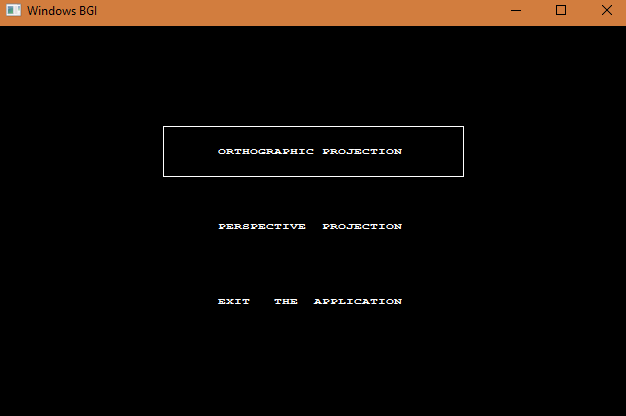 Windows BGI
ORTHOGRAPHIC PROJECTION
PERSPECTIVE PROJECTION
EXIT THE APPLICATION